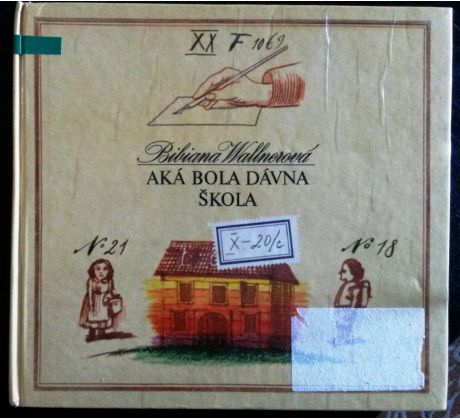 XX F 1069
Bibiana Wallnerová
AKÁ BOLA DÁVNA
ŠKOLA
X-20/c
№ 21
№ 18